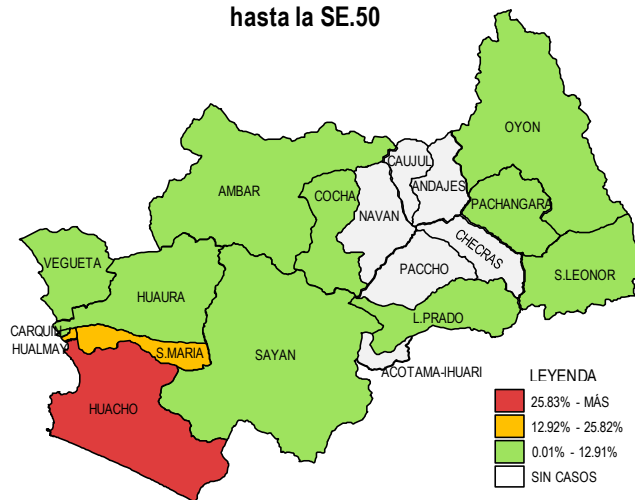 hasta la SE.50
OYON
CAUJUL
ANDAJES
AMBAR
COCHA
NAVAN
PACHANGARA
CHECRAS
VEGUETA
PACCHO
S.LEONOR
HUAURA
L.PRADO
CARQUIN
HUALMAY
S.MARIA
SAYAN
ACOTAMA-IHUARI
HUACHO
LEYENDA
25.83% - MÁS
12.92% - 25.82%
0.01% - 12.91%
SIN CASOS